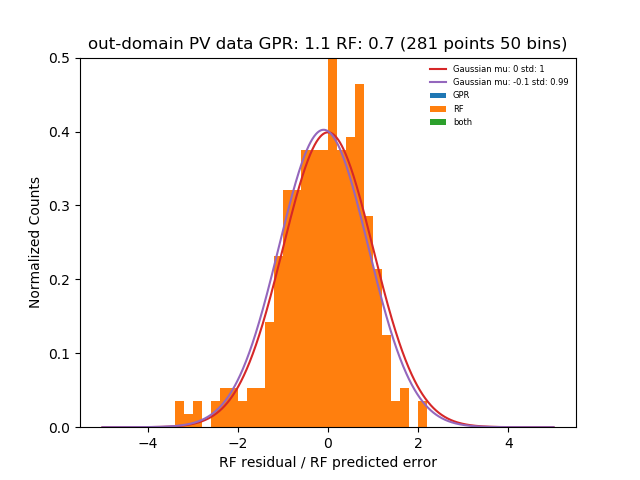 out-domain PV data GPR: 1.1 RF: 0.7 (281 points 50 bins)
Gaussian mu: 0 std: 1
Gaussian mu: -0.1 std: 0.99
GPR
RF
both
Normalized Counts
0.5
0.4
0.3
0.2
0.1
0.0
−4
−2
0
2
4
RF residual / RF predicted error